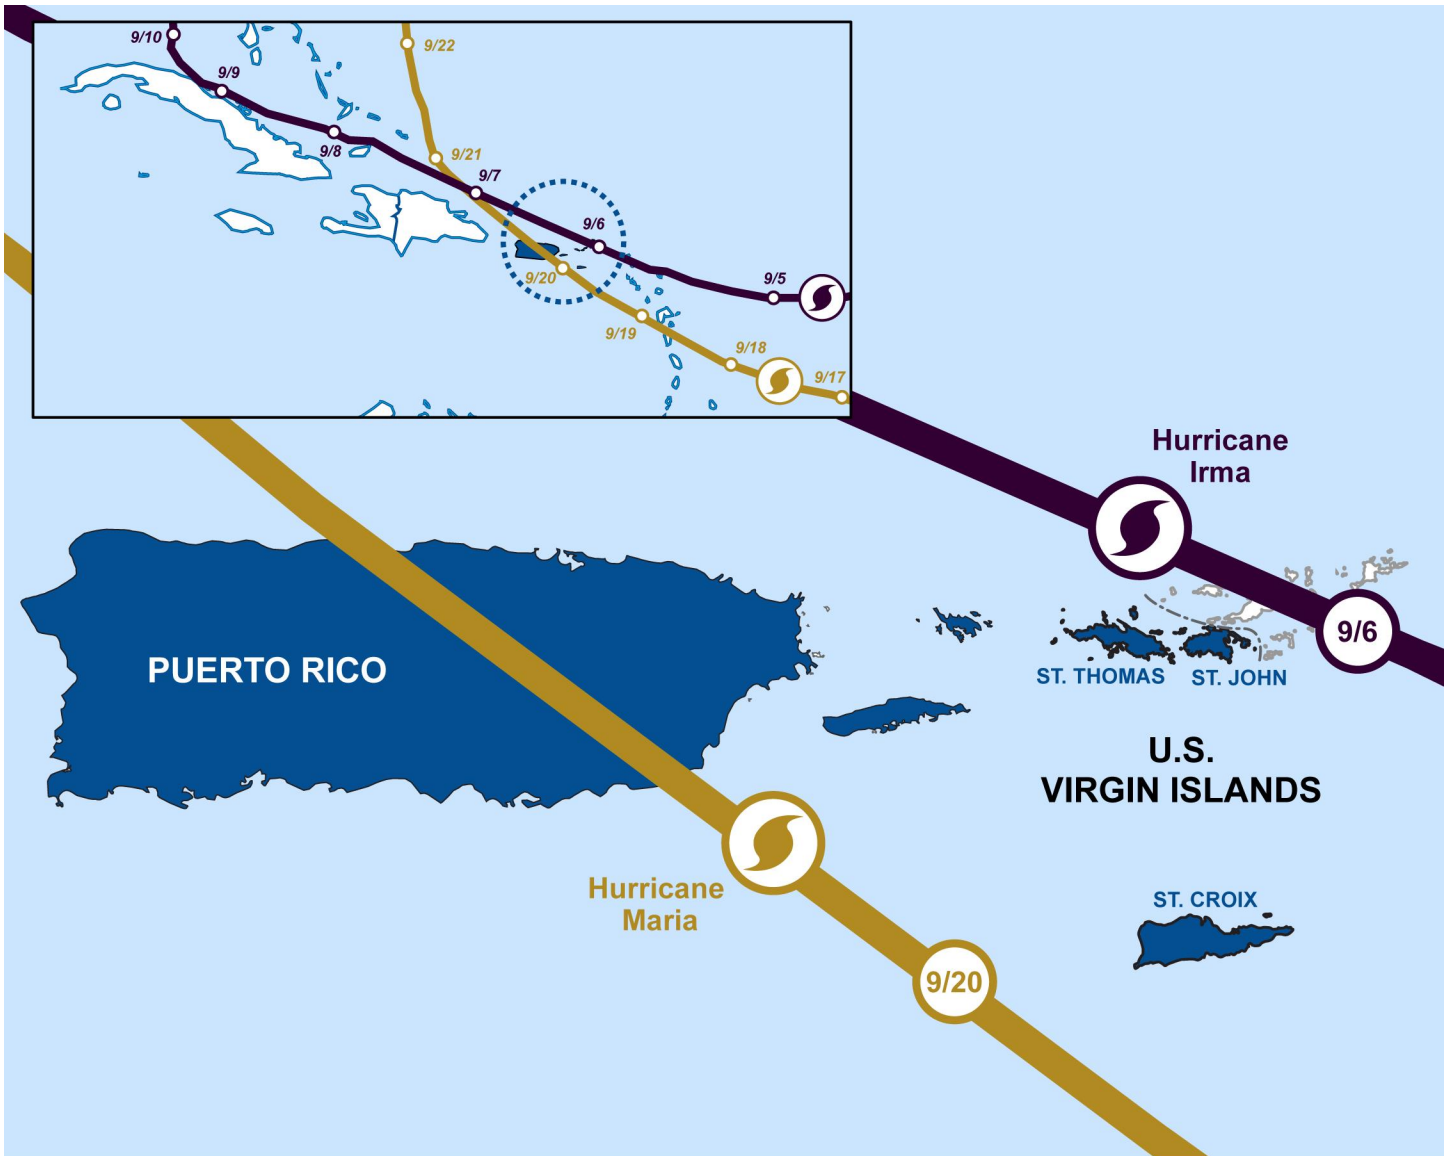 9/10
9/9
9/8
9/7
9/6
9/5
9/22
9/21
9/20
9/19
9/18
9/17
Hurricane
Irma
9/6
PUERTO RICO
ST. THOMAS
ST. JOHN
U.S.
VIRGIN ISLANDS
Hurricane
Maria
ST. CROIX
9/20